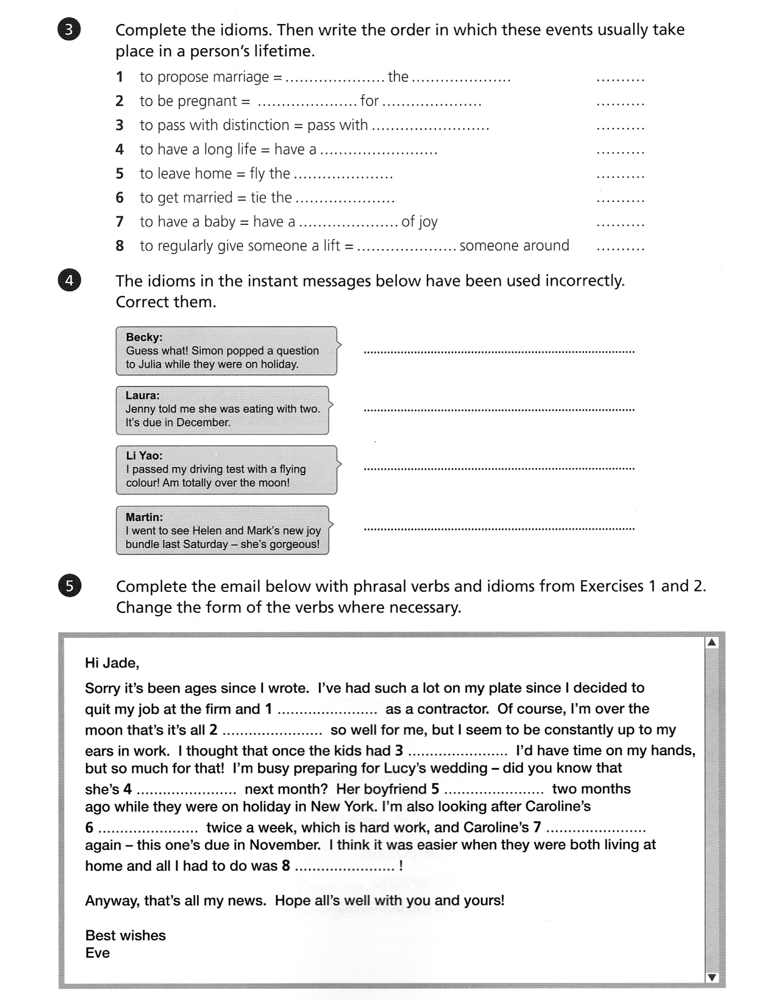 3 Complete the idioms. Then write the order in which these events usually take
place in a person's lifetime.
1 to propose marriage = ..................... the ..................... ..........
2 to be pregnant = ..................... for ..................... ..........
3 to pass with distinction = pass with ......................... ..........
4 to have a long life = have a ......................... ..........
5 to leave home = fly the ..................... ..........
6 to get married = tie the ..................... ..........
7 to have a baby = have a ..................... of joy ..........
8 to regularly give someone a lift = ..................... someone around ..........
4 The idioms in the instant messages below have been used incorrectly.
Correct them.
Becky:
Guess what! Simon popped a question
to Julia while they were on holiday.
Laura:
Jenny told me she was eating with two.
It's due in December.
Li Yao:
I passed my driving test with a flying
colour! Am totally over the moon!
Martin:
I went to see Helen and Mark's new joy
bundle last Saturday – she's gorgeous!
5 Complete the email below with phrasal verbs and idioms from Exercises 1 and 2.
Change the form of the verbs where necessary.
Hi Jade,
Sorry it's been ages since I wrote. I've had such a lot on my plate since I decided to
quit my job at the firm and 1 ....................... as a contractor. Of course, I'm over the
moon that's it's all 2 ....................... so well for me, but I seem to be constantly up to my
ears in work. I thought that once the kids had 3 ....................... I'd have time on my hands,
but so much for that! I'm busy preparing for Lucy's wedding – did you know that
she's 4 ....................... next month? Her boyfriend 5 ....................... two months
ago while they were on holiday in New York. I'm also looking after Caroline's
6 ....................... twice a week, which is hard work, and Caroline's 7 .......................
again – this one's due in November. I think it was easier when they were both living at
home and all I had to do was 8 ....................... !
Anyway, that's all my news. Hope all's well with you and yours!
Best wishes
Eve